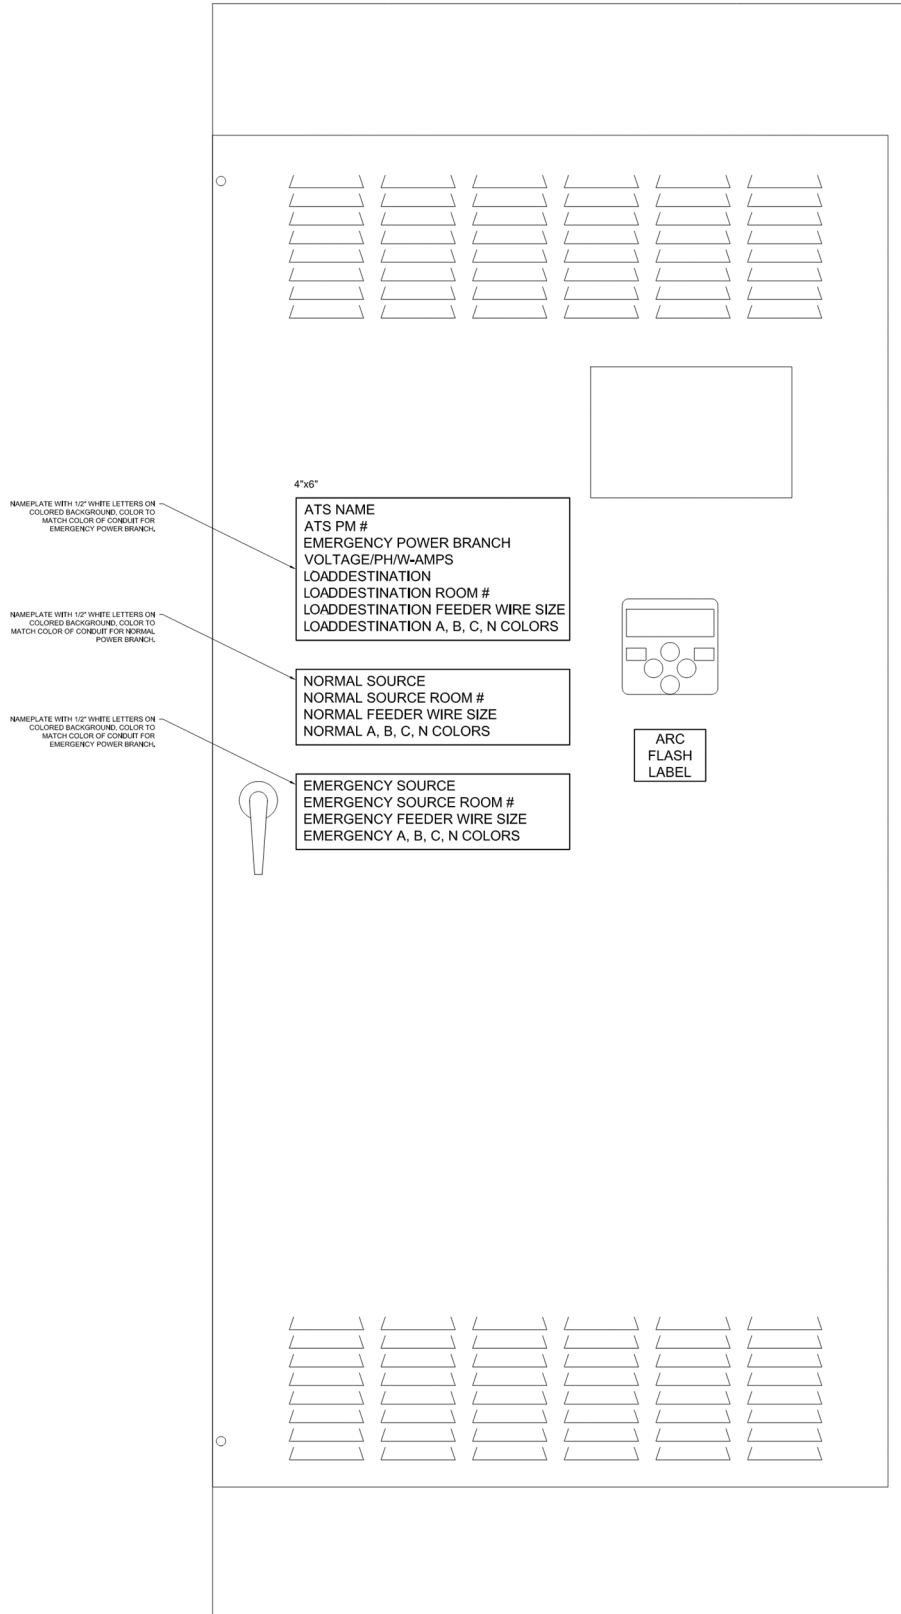 4"x6"
NAMEPLATE WITH 1/2" WHITE LETTERS ON
COLORED BACKGROUND, COLOR TO
MATCH COLOR OF CONDUIT FOR
EMERGENCY POWER BRANCH.
ATS NAME
ATS PM #
EMERGENCY POWER BRANCH
VOLTAGE/PH/W-AMPS
LOADDESTINATION
LOADDESTINATION ROOM #
LOADDESTINATION FEEDER WIRE SIZE
LOADDESTINATION A, B, C, N COLORS
NAMEPLATE WITH 1/2" WHITE LETTERS ON
COLORED BACKGROUND, COLOR TO
MATCH COLOR OF CONDUIT FOR NORMAL
POWER BRANCH.
NORMAL SOURCE
NORMAL SOURCE ROOM #
NORMAL FEEDER WIRE SIZE
NORMAL A, B, C, N COLORS
NAMEPLATE WITH 1/2" WHITE LETTERS ON
COLORED BACKGROUND, COLOR TO
MATCH COLOR OF CONDUIT FOR
EMERGENCY POWER BRANCH.
ARC
FLASH
LABEL
EMERGENCY SOURCE
EMERGENCY SOURCE ROOM #
EMERGENCY FEEDER WIRE SIZE
EMERGENCY A, B, C, N COLORS